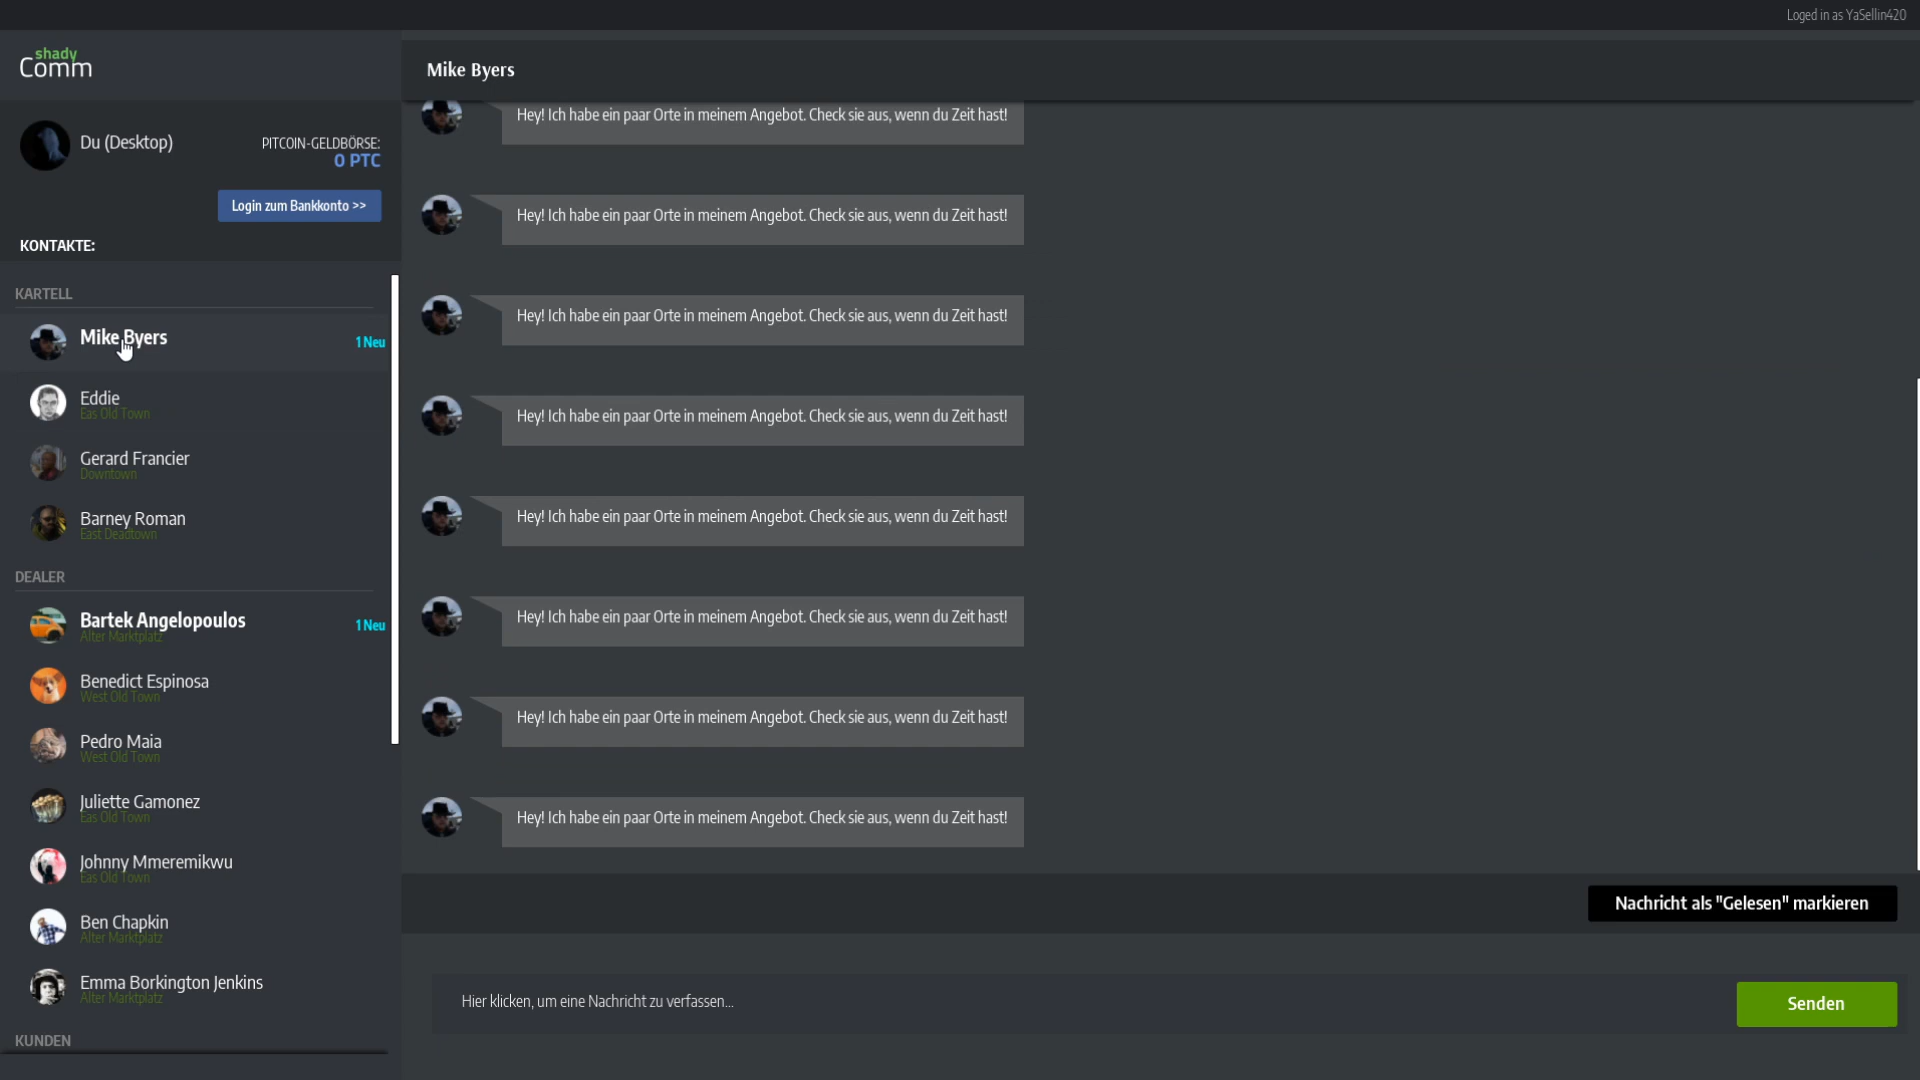 Loged in as YaSellin420
shady
Comm
Mike Byers
Du (Desktop)
PITCOIN-GELDBÖRSE:
0 PTC
Login zum Bankkonto >>
KONTAKTE:
KARTELL
Mike Byers
1 Neu
Eddie
Eas Old Town
Gerard Francier
Downtown
Barney Roman
East Deadtown
DEALER
Bartek Angelopoulos
1 Neu
Alter Marktplatz
Benedict Espinosa
West Old Town
Pedro Maia
West Old Town
Juliette Gamonez
Eas Old Town
Johnny Mmeremikwu
Eas Old Town
Ben Chapkin
Alter Marktplatz
Emma Borkington Jenkins
Alter Marktplatz
KUNDEN
Hey! Ich habe ein paar Orte in meinem Angebot. Check sie aus, wenn du Zeit hast!
Hey! Ich habe ein paar Orte in meinem Angebot. Check sie aus, wenn du Zeit hast!
Hey! Ich habe ein paar Orte in meinem Angebot. Check sie aus, wenn du Zeit hast!
Hey! Ich habe ein paar Orte in meinem Angebot. Check sie aus, wenn du Zeit hast!
Hey! Ich habe ein paar Orte in meinem Angebot. Check sie aus, wenn du Zeit hast!
Hey! Ich habe ein paar Orte in meinem Angebot. Check sie aus, wenn du Zeit hast!
Hey! Ich habe ein paar Orte in meinem Angebot. Check sie aus, wenn du Zeit hast!
Hey! Ich habe ein paar Orte in meinem Angebot. Check sie aus, wenn du Zeit hast!
Nachricht als "Gelesen" markieren
Hier klicken, um eine Nachricht zu verfassen...
Senden